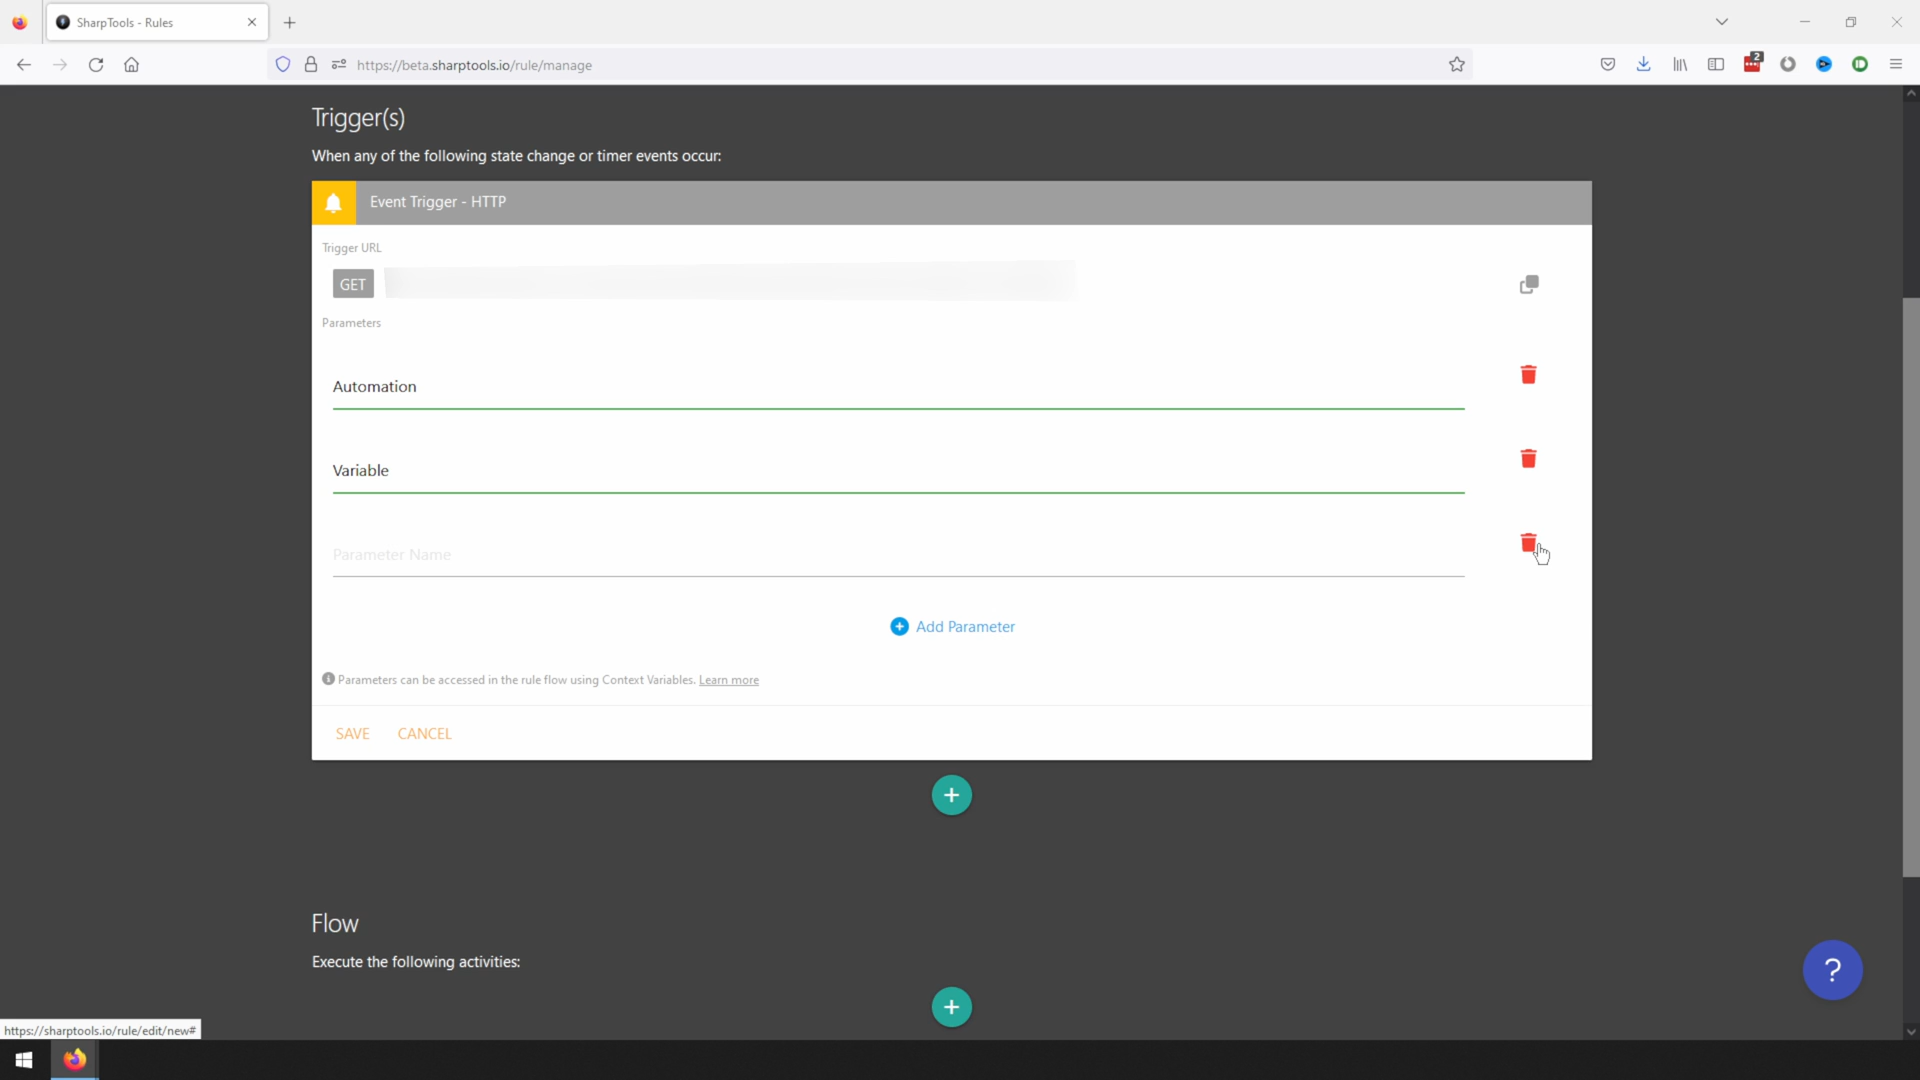 SharpTools - Rules
https://beta.sharptools.io/rule/manage
2
Trigger(s)
When any of the following state change or timer events occur:
Event Trigger - HTTP
Trigger URL
GET
Parameters
Automation
Variable
Parameter Name
Add Parameter
Parameters can be accessed in the rule flow using Context Variables. Learn more
SAVE CANCEL
Flow
Execute the following activities:
?
https://sharptools.io/rule/edit/new#